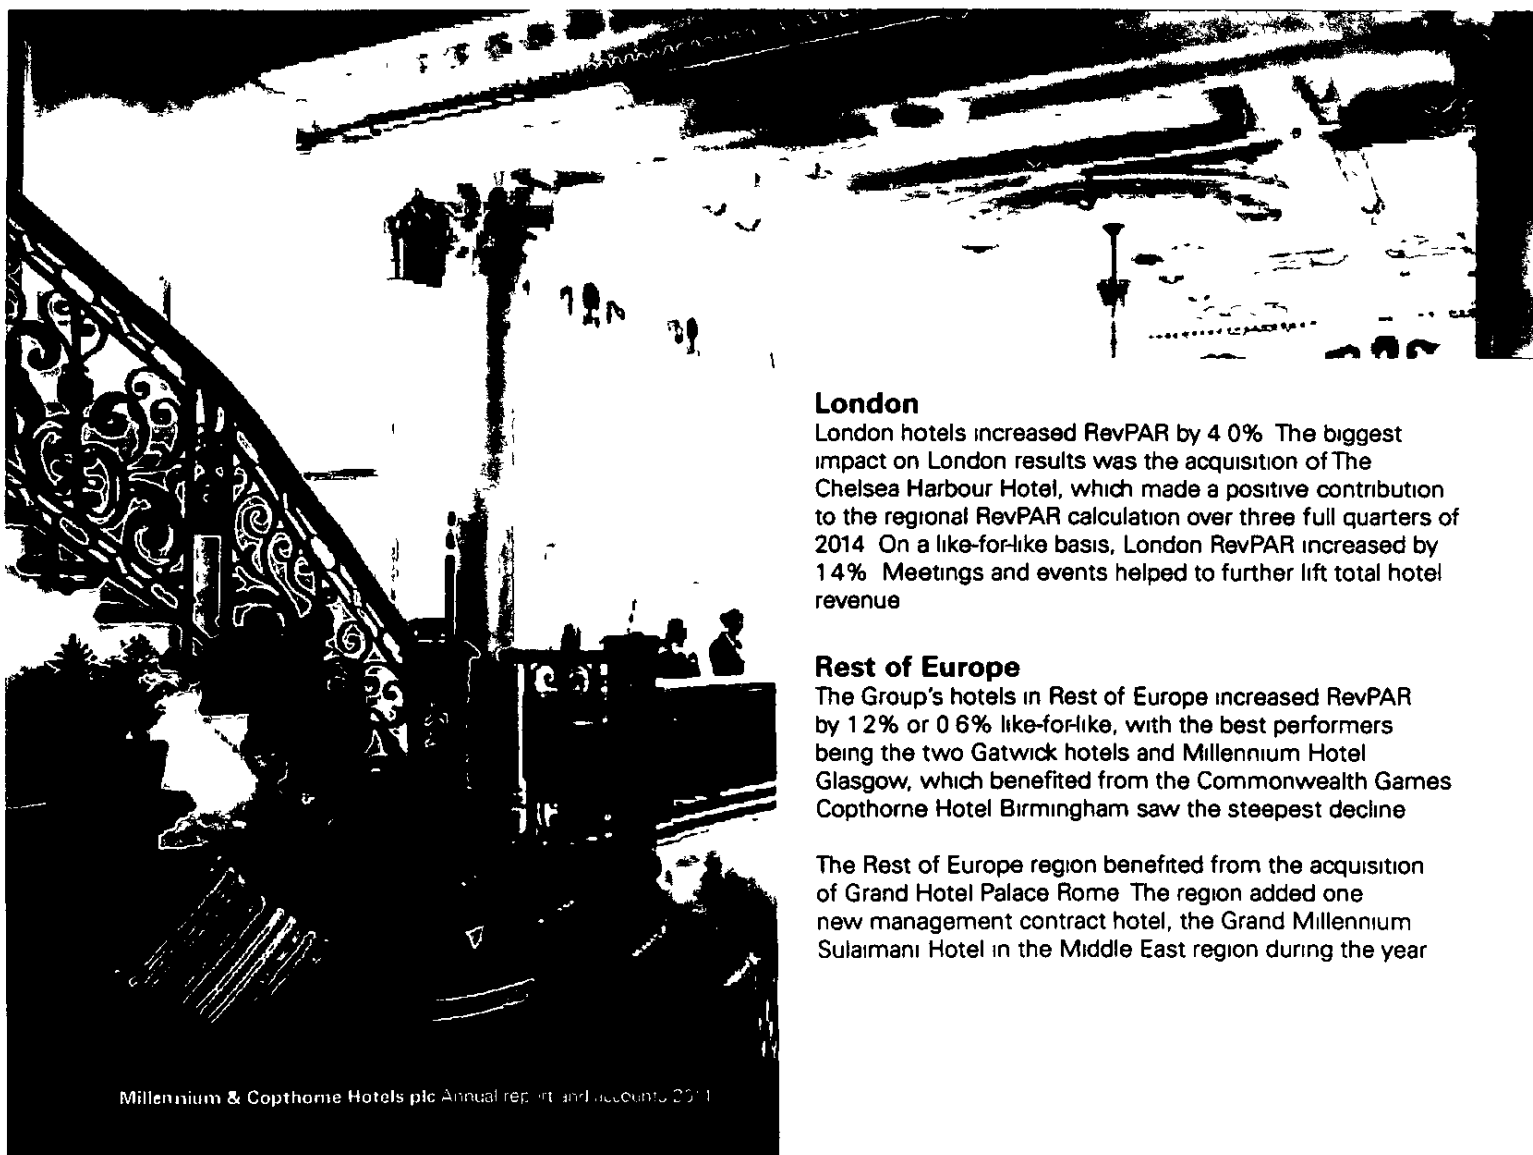 London
London hotels increased RevPAR by 4 0% The biggest
impact on London results was the acquisition of The
Chelsea Harbour Hotel, which made a positive contribution
to the regional RevPAR calculation over three full quarters of
2014 On a like-for-like basis, London RevPAR increased by
1 4% Meetings and events helped to further lift total hotel
revenue
Rest of Europe
The Group's hotels in Rest of Europe increased RevPAR
by 1 2% or 0 6% like-for-like, with the best performers
being the two Gatwick hotels and Millennium Hotel
Glasgow, which benefited from the Commonwealth Games
Copthorne Hotel Birmingham saw the steepest decline
The Rest of Europe region benefited from the acquisition
of Grand Hotel Palace Rome The region added one
new management contract hotel, the Grand Millennium
Sulaimani Hotel in the Middle East region during the year
Millennium & Copthorne Hotels plc Annual report and accounts